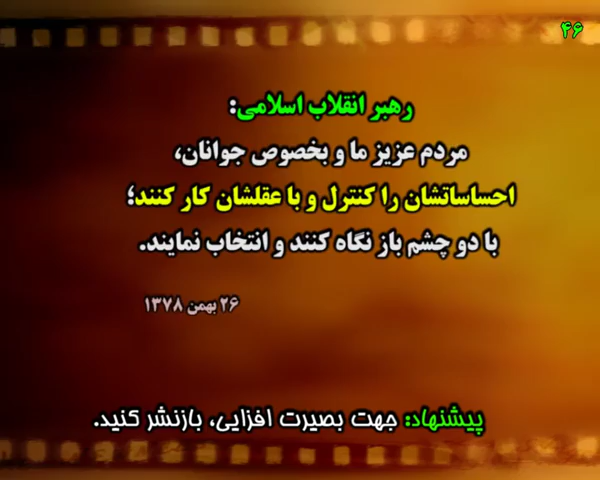 ۴۶
رهبر انقلاب اسلامی:
مردم عزیز ما و بخصوص جوانان،
احساساتشان را کنترل و با عقلشان کار کنند؛
با دو چشم باز نگاه کنند و انتخاب نمایند.
۲۶ بهمن ۱۳۷۸
پیشنهاد: جهت بصیرت افزایی، بازنشر کنید.